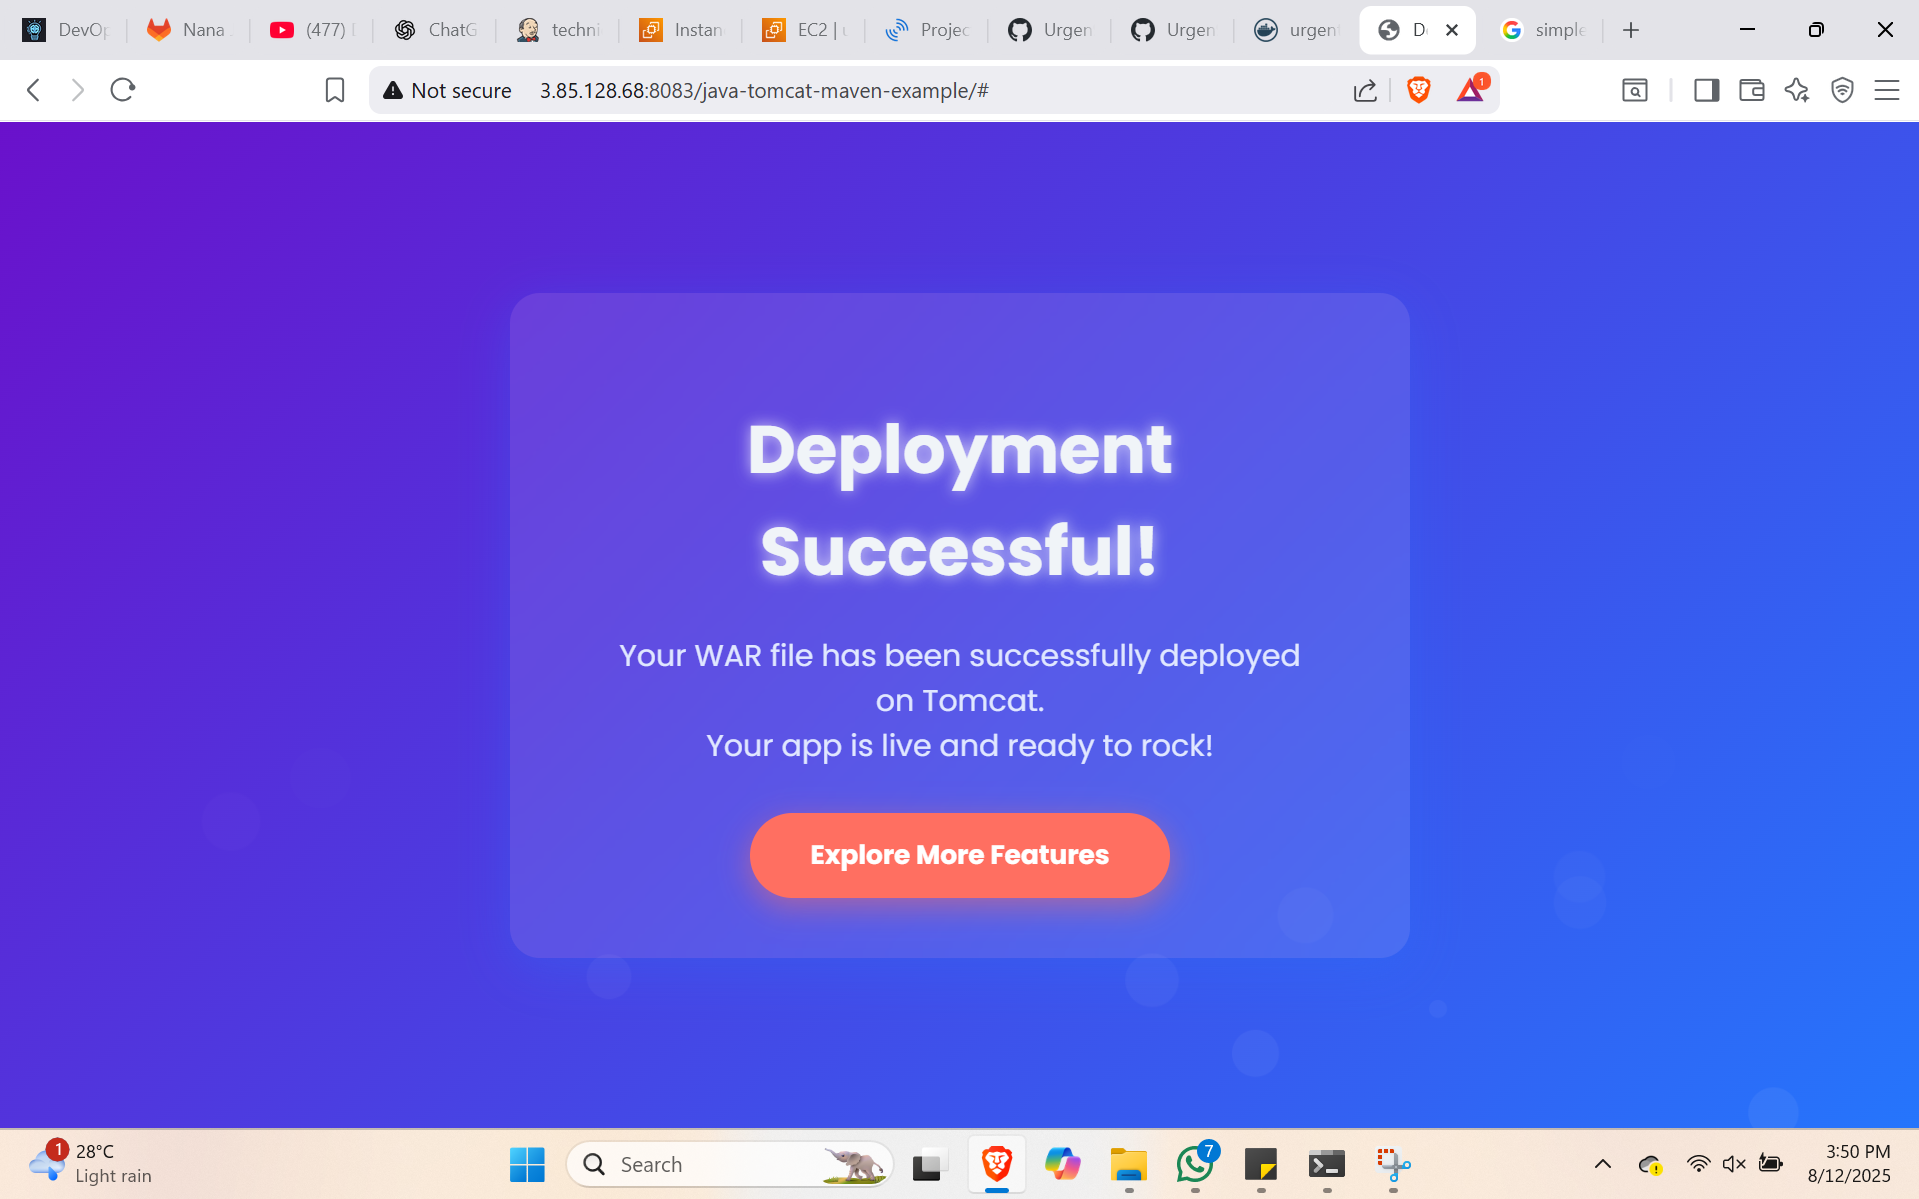 DevOp
Nana
(477)
ChatG
techni
Instan
EC2 | u
Projec
Urgen
Urgen
urgent
D
simple
Not secure 3.85.128.68:8083/java-tomcat-maven-example/#
1
Deployment
Successful!
Your WAR file has been successfully deployed
on Tomcat.
Your app is live and ready to rock!
Explore More Features
1
28°C
Light rain
Search
7
3:50 PM
8/12/2025